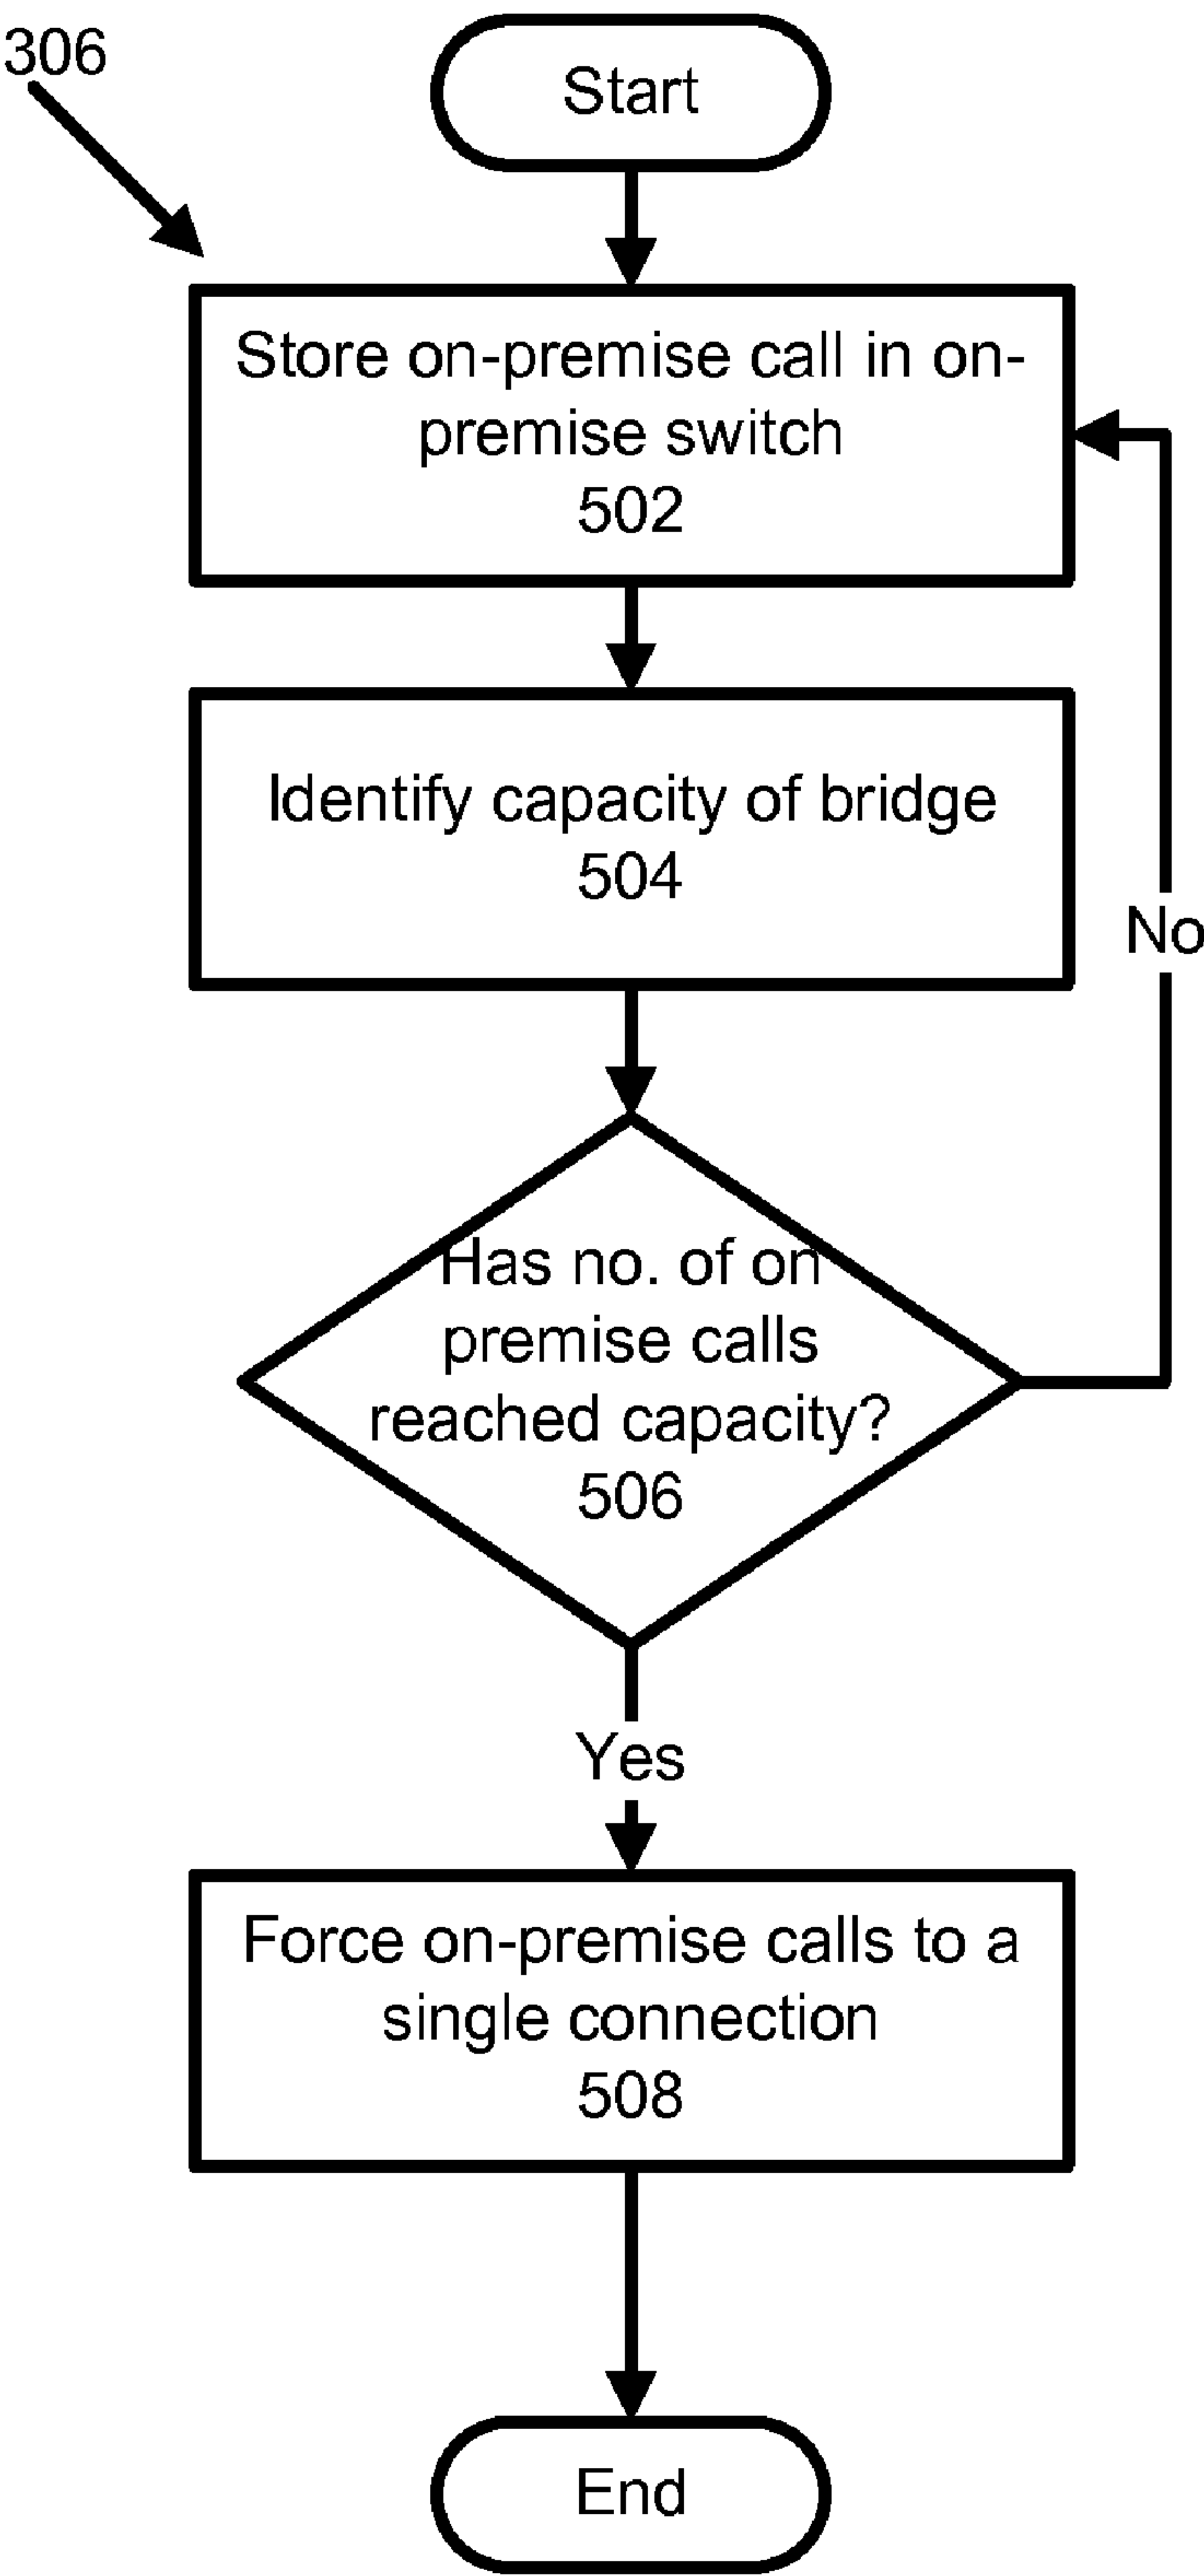 306
Start
Store on-premise call in on-
premise switch
502
Identify capacity of bridge
504
No
Has no. of on
premise calls
reached capacity?
506
Yes
Force on-premise calls to a
single connection
508
End